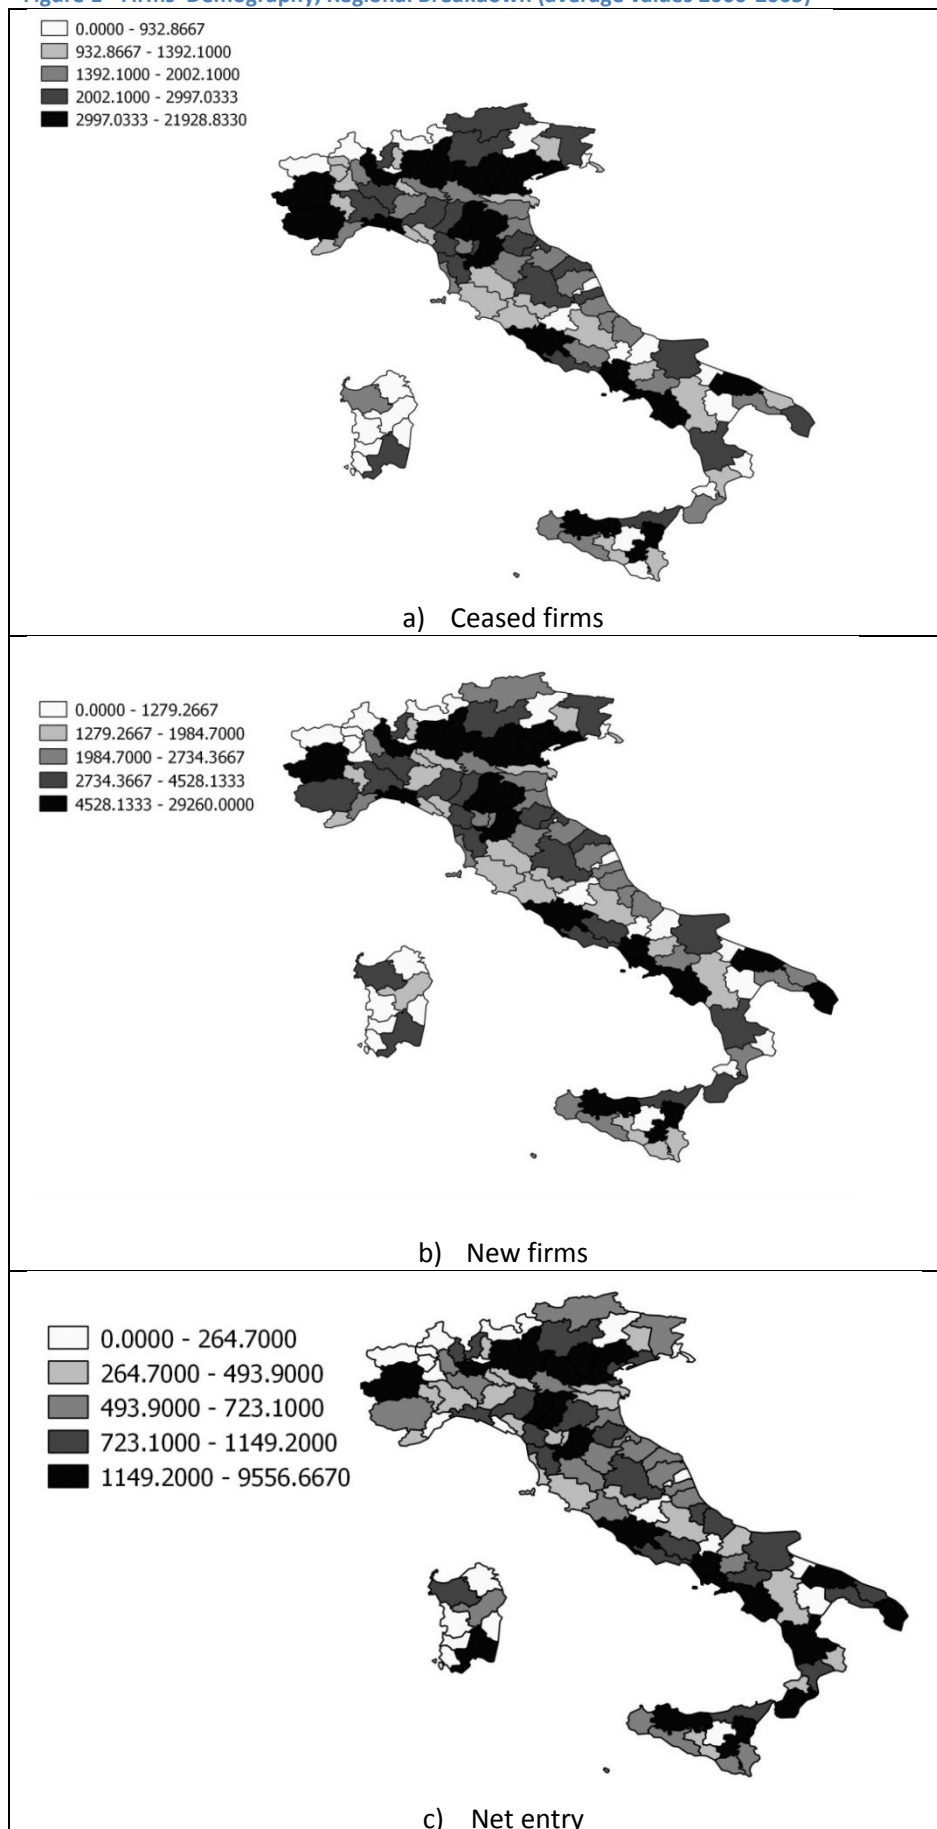 0.0000 - 932.8667
932.8667 - 1392.1000
1392.1000 - 2002.1000
2002.1000 - 2997.0333
2997.0333 - 21928.8330
a) Ceased firms
0.0000 - 1279.2667
1279.2667 - 1984.7000
1984.7000 - 2734.3667
2734.3667 - 4528.1333
4528.1333 - 29260.0000
b) New firms
0.0000 - 264.7000
264.7000 - 493.9000
493.9000 - 723.1000
723.1000 - 1149.2000
1149.2000 - 9556.6670
c) Net entry